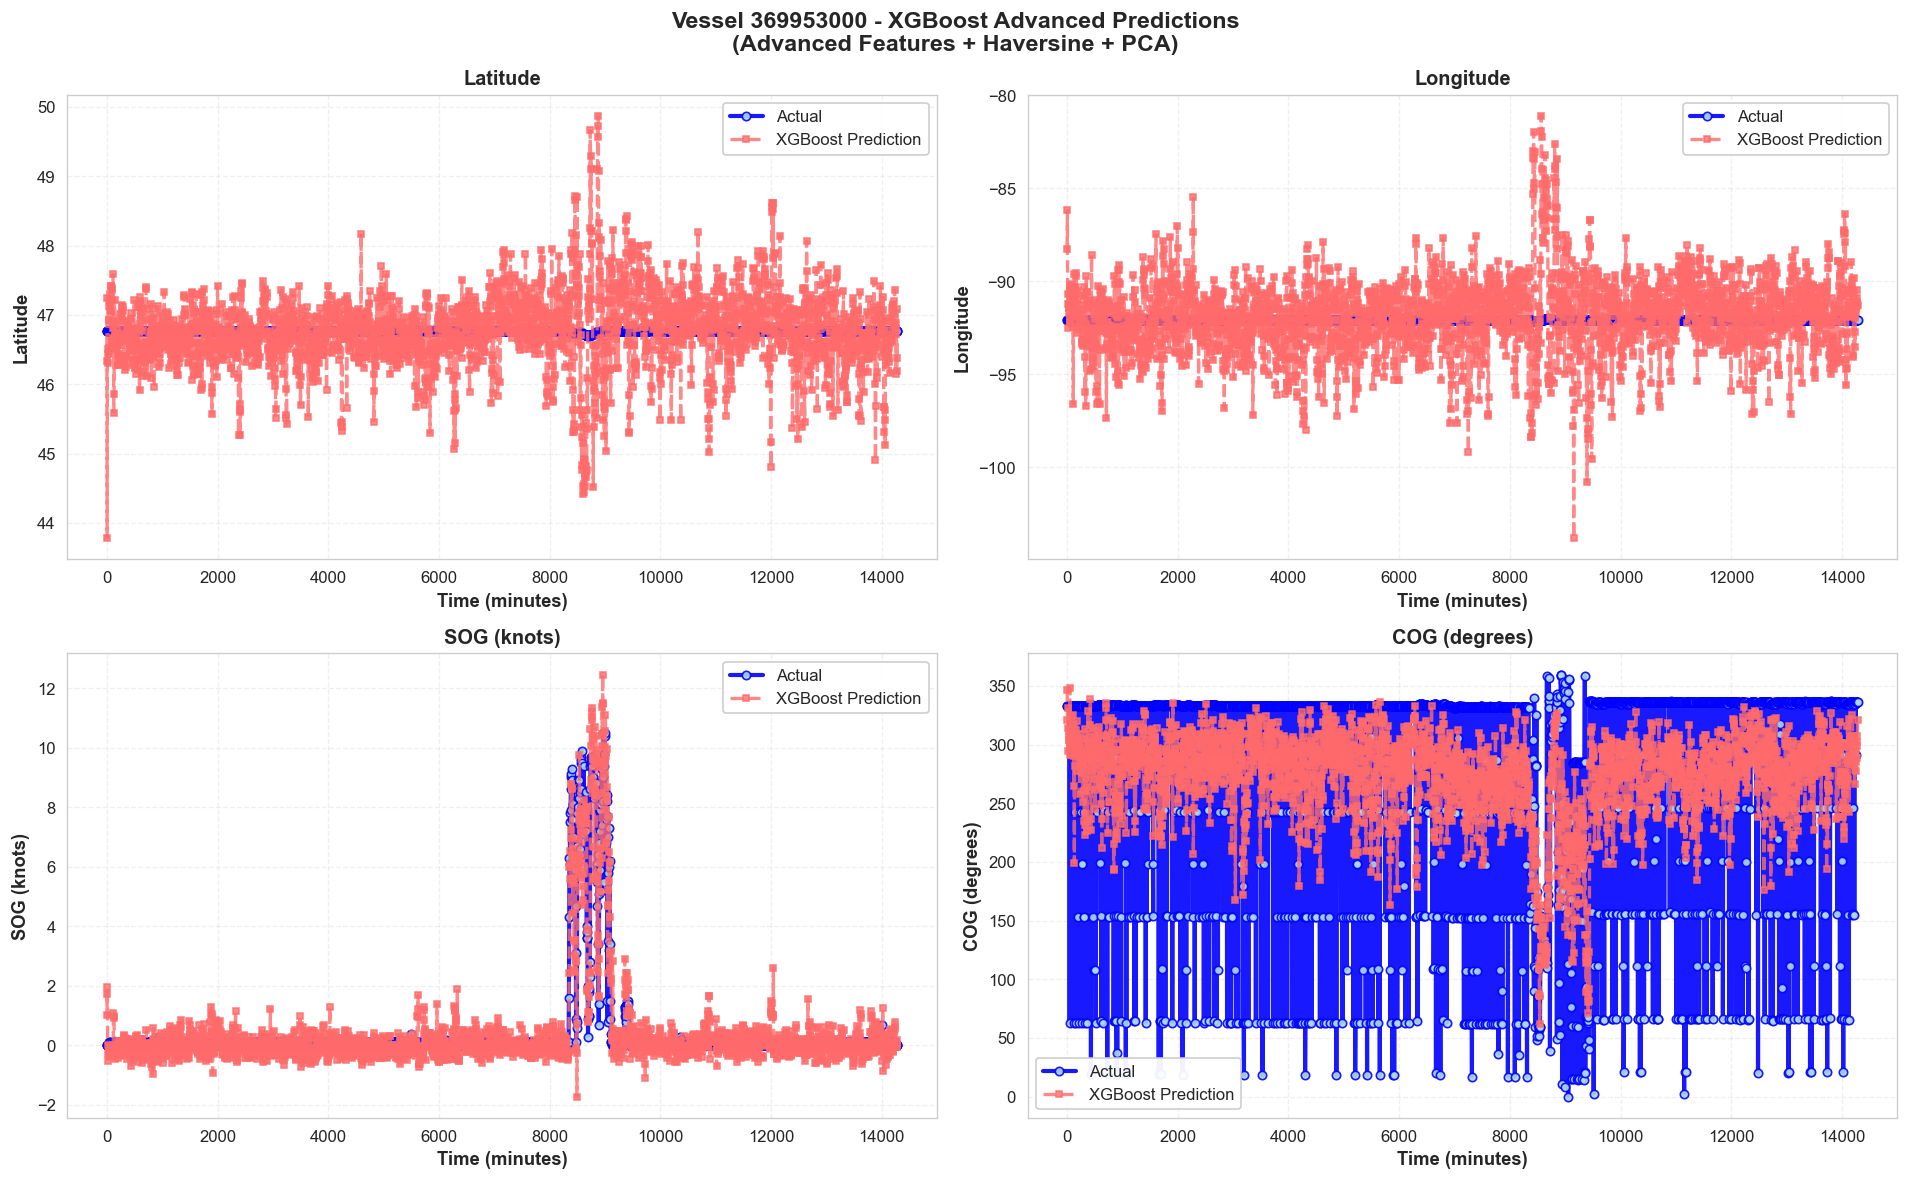 Vessel 369953000 - XGBoost Advanced Predictions
(Advanced Features + Haversine + PCA)
Latitude
50
49
48
47
46
45
44
Latitude
Actual
XGBoost Prediction
0 2000 4000 6000 8000 10000 12000 14000
Time (minutes)
Longitude
−80
−85
−90
−95
−100
Longitude
Actual
XGBoost Prediction
0 2000 4000 6000 8000 10000 12000 14000
Time (minutes)
SOG (knots)
12
10
8
6
4
2
0
−2
SOG (knots)
Actual
XGBoost Prediction
0 2000 4000 6000 8000 10000 12000 14000
Time (minutes)
COG (degrees)
350
300
250
200
150
100
50
0
COG (degrees)
Actual
XGBoost Prediction
0 2000 4000 6000 8000 10000 12000 14000
Time (minutes)